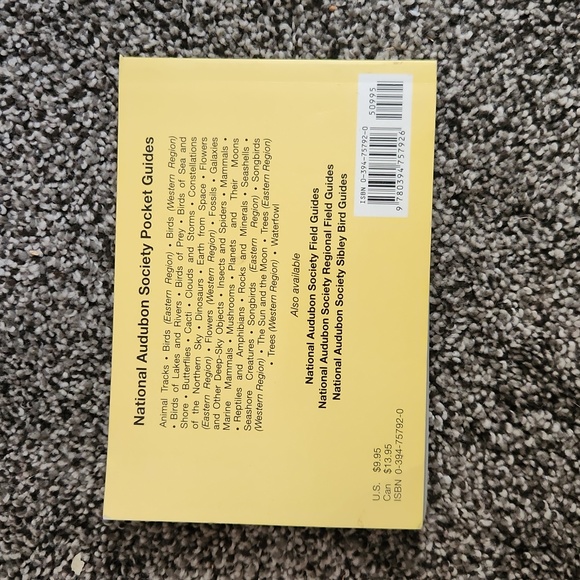 National Audubon Society Pocket Guides
Animal Tracks • Birds (Eastern Region) • Birds (Western Region)
• Birds of Lakes and Rivers • Birds of Prey • Birds of Sea and
Shore • Butterflies • Cacti • Clouds and Storms • Constellations
of the Northern Sky • Dinosaurs • Earth from Space • Flowers
(Eastern Region) • Flowers (Western Region) • Fossils • Galaxies
and Other Deep-Sky Objects • Insects and Spiders • Mammals •
Marine Mammals • Mushrooms • Planets and Their Moons
• Reptiles and Amphibians • Rocks and Minerals • Seashells •
Seashore Creatures • Songbirds (Eastern Region) • Songbirds
(Western Region) • The Sun and the Moon • Trees (Eastern Region)
• Trees (Western Region) • Waterfowl
Also available
National Audubon Society Field Guides
National Audubon Society Regional Field Guides
National Audubon Society Sibley Bird Guides
ISBN 0-394-75792-0
50995
9 780394 757926
U.S. $9.95
Can $13.95
ISBN 0-394-75792-0